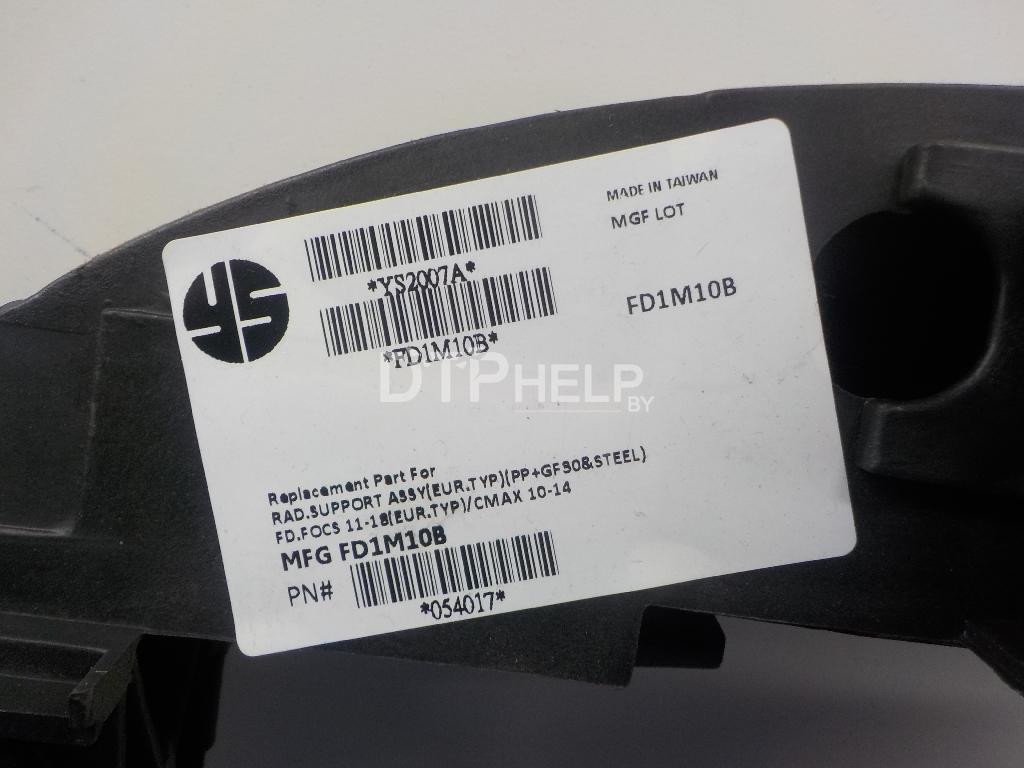 YS
*YS2007A*
*FD1M10B*
MADE IN TAIWAN
MGF LOT
FD1M10B
DTPHELP
BY
Replacement Part For
RAD.SUPPORT ASSY(EUR.TYP)(PP+GF30&STEEL)
FD.FOCS 11-18(EUR.TYP)/CMAX 10-14
MFG FD1M10B
PN#
*054017*